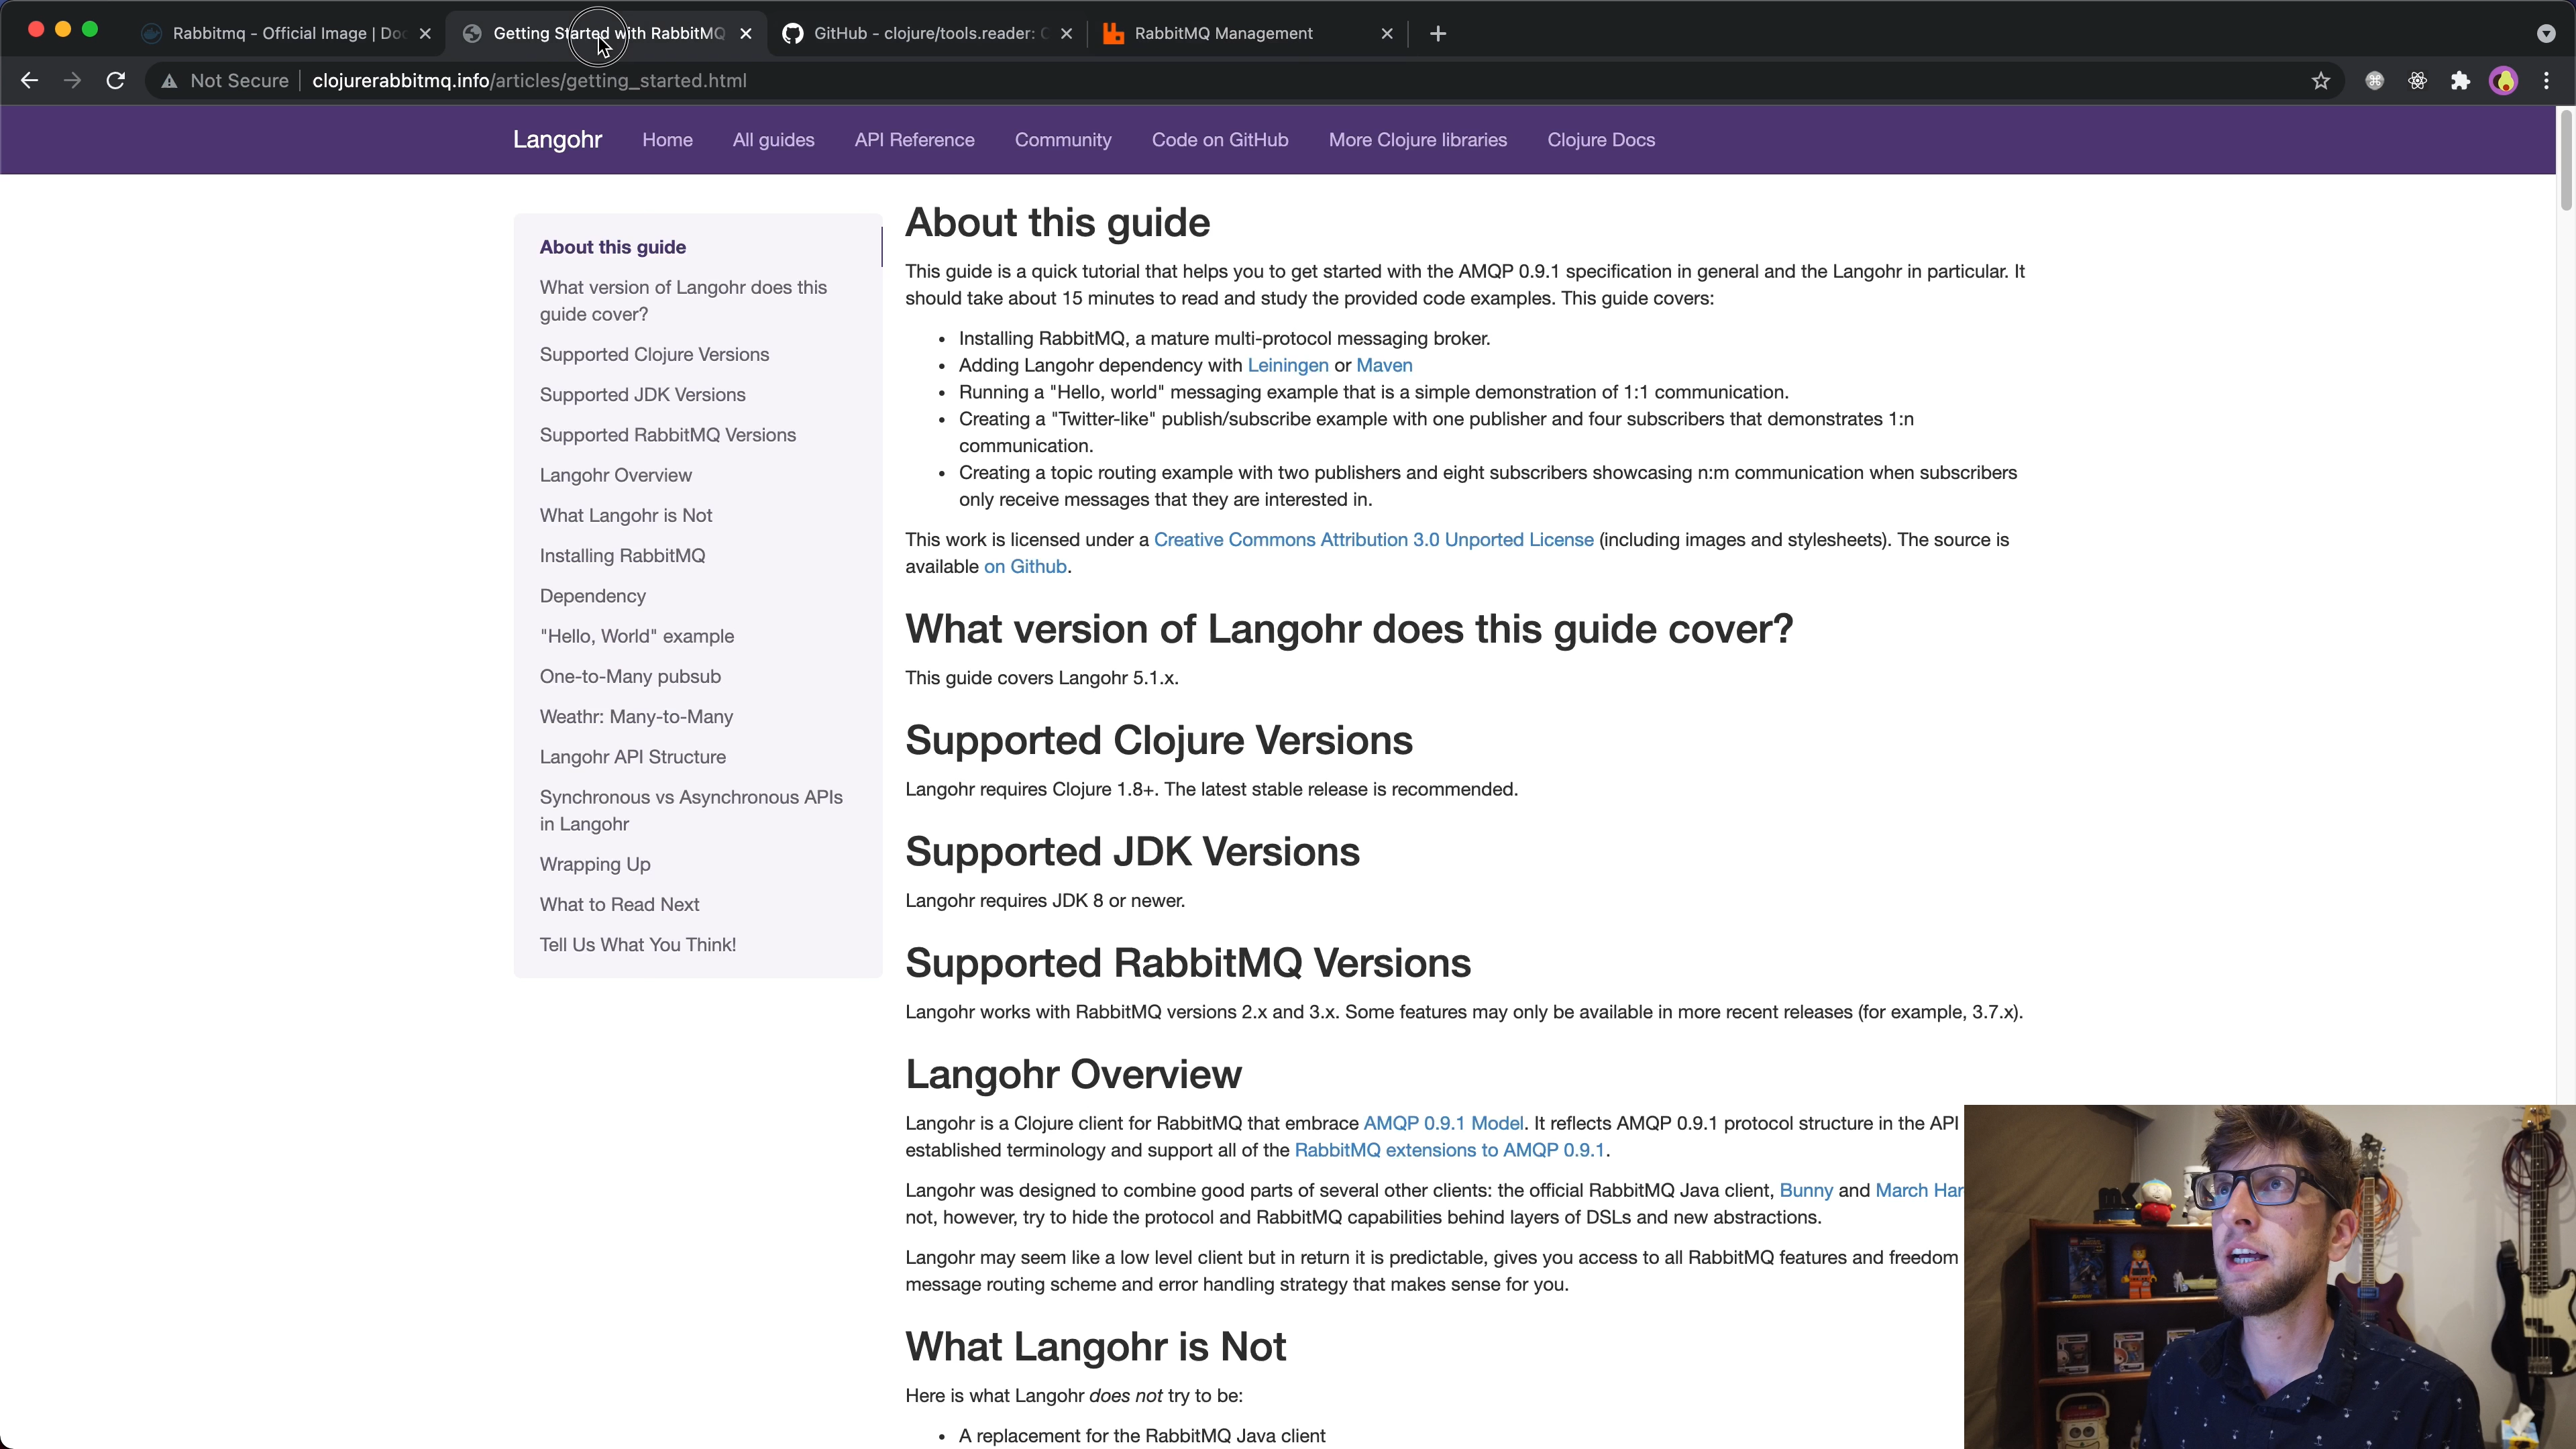 Rabbitmq - Official Image | Doc
Getting Started with RabbitMQ
GitHub - clojure/tools.reader: C
RabbitMQ Management
Not Secure
clojurerabbitmq.info/articles/getting_started.html
Langohr
Home
All guides
API Reference
Community
Code on GitHub
More Clojure libraries
Clojure Docs
About this guide
What version of Langohr does this
guide cover?
Supported Clojure Versions
Supported JDK Versions
Supported RabbitMQ Versions
Langohr Overview
What Langohr is Not
Installing RabbitMQ
Dependency
"Hello, World" example
One-to-Many pubsub
Weathr: Many-to-Many
Langohr API Structure
Synchronous vs Asynchronous APIs
in Langohr
Wrapping Up
What to Read Next
Tell Us What You Think!
About this guide
This guide is a quick tutorial that helps you to get started with the AMQP 0.9.1 specification in general and the Langohr in particular. It
should take about 15 minutes to read and study the provided code examples. This guide covers:
• Installing RabbitMQ, a mature multi-protocol messaging broker.
• Adding Langohr dependency with Leiningen or Maven
• Running a "Hello, world" messaging example that is a simple demonstration of 1:1 communication.
• Creating a "Twitter-like" publish/subscribe example with one publisher and four subscribers that demonstrates 1:n
communication.
• Creating a topic routing example with two publishers and eight subscribers showcasing n:m communication when subscribers
only receive messages that they are interested in.
This work is licensed under a Creative Commons Attribution 3.0 Unported License (including images and stylesheets). The source is
available on Github.
What version of Langohr does this guide cover?
This guide covers Langohr 5.1.x.
Supported Clojure Versions
Langohr requires Clojure 1.8+. The latest stable release is recommended.
Supported JDK Versions
Langohr requires JDK 8 or newer.
Supported RabbitMQ Versions
Langohr works with RabbitMQ versions 2.x and 3.x. Some features may only be available in more recent releases (for example, 3.7.x).
Langohr Overview
Langohr is a Clojure client for RabbitMQ that embrace AMQP 0.9.1 Model. It reflects AMQP 0.9.1 protocol structure in the API
established terminology and support all of the RabbitMQ extensions to AMQP 0.9.1.
Langohr was designed to combine good parts of several other clients: the official RabbitMQ Java client, Bunny and March Har
not, however, try to hide the protocol and RabbitMQ capabilities behind layers of DSLs and new abstractions.
Langohr may seem like a low level client but in return it is predictable, gives you access to all RabbitMQ features and freedom
message routing scheme and error handling strategy that makes sense for you.
What Langohr is Not
Here is what Langohr does not try to be:
• A replacement for the RabbitMQ Java client